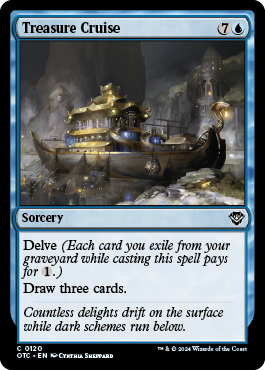 Treasure Cruise 7
Sorcery
Delve (Each card you exile from your
graveyard while casting this spell pays
for 1.)
Draw three cards.
Countless delights drift on the surface
while dark schemes run below.
C 0120
OTC • EN Cynthia Sheppard
™ & © 2024 Wizards of the Coast